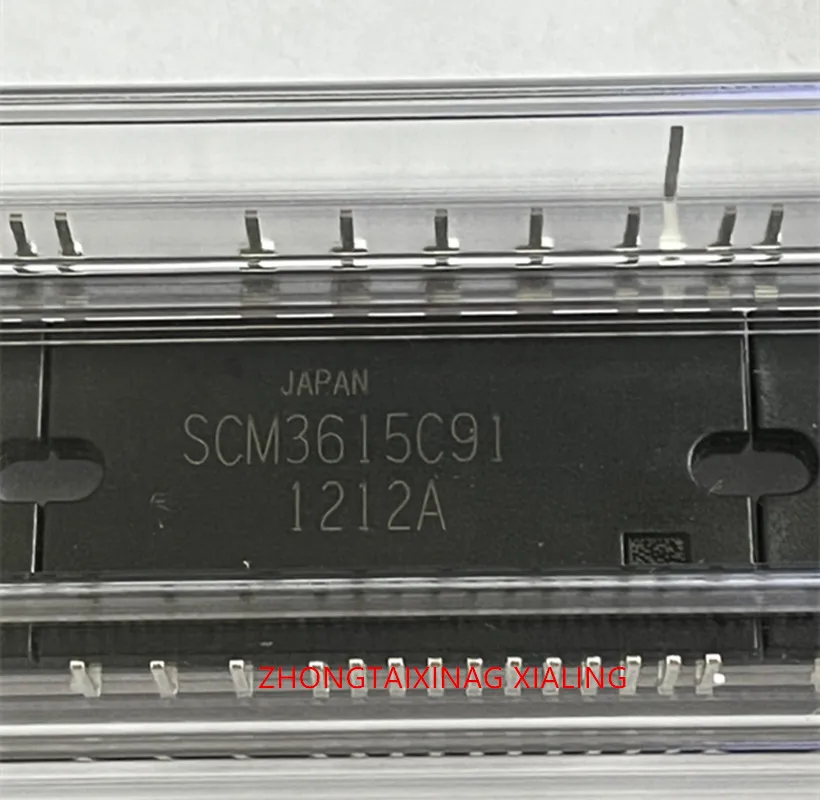 JAPAN
SCM3615C91
1212A
ZHONGTAIXINAG XIALING